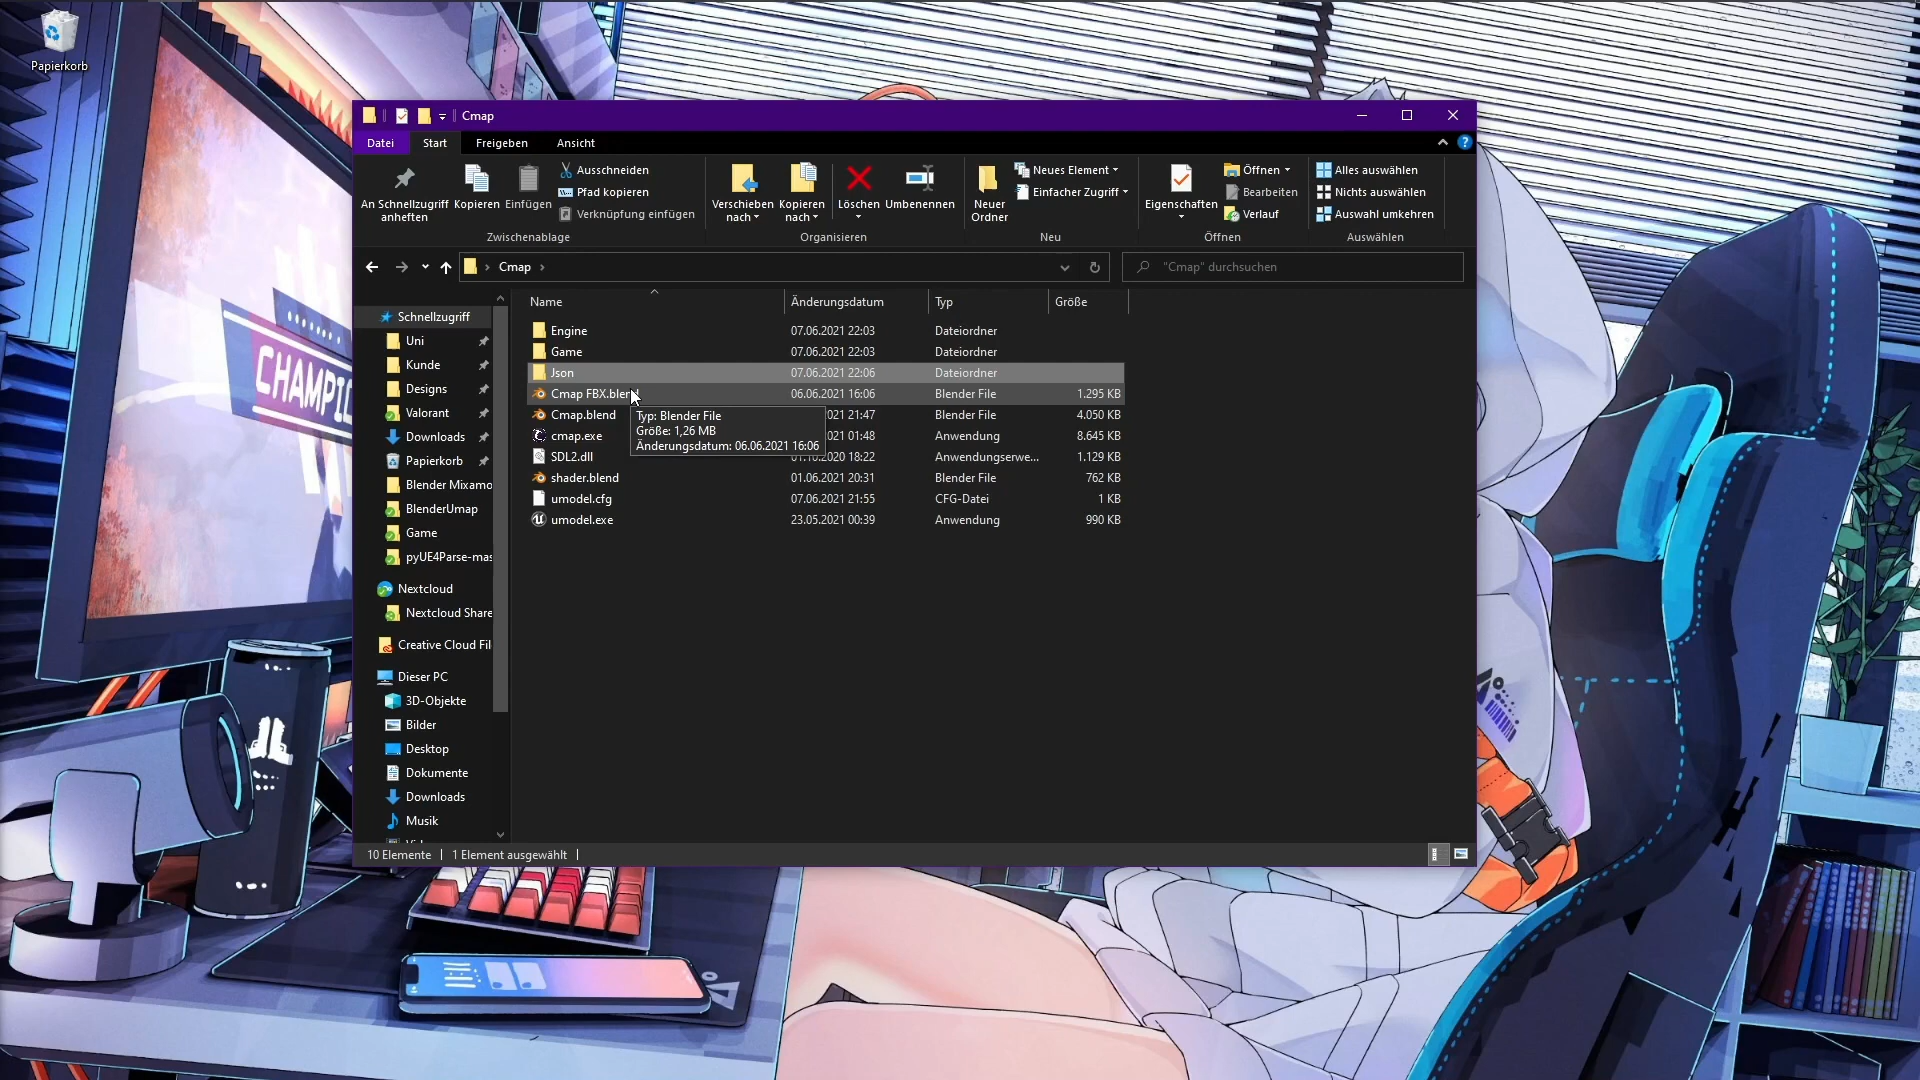 Papierkorb
Cmap
Datei Start Freigeben Ansicht
An Schnellzugriff anheften
Kopieren
Einfügen
Ausschneiden
Pfad kopieren
Verknüpfung einfügen
Zwischenablage
Verschieben nach
Kopieren nach
Löschen
Umbenennen
Organisieren
Neuer Ordner
Neues Element
Einfacher Zugriff
Neu
Eigenschaften
Öffnen
Bearbeiten
Verlauf
Öffnen
Alles auswählen
Nichts auswählen
Auswahl umkehren
Auswählen
Cmap
"Cmap" durchsuchen
Schnellzugriff
Uni
Kunde
Designs
Valorant
Downloads
Papierkorb
Blender Mixamo
BlenderUmap
Game
pyUE4Parse-mas
Nextcloud
Nextcloud Share
Creative Cloud Fil
Dieser PC
3D-Objekte
Bilder
Desktop
Dokumente
Downloads
Musik
Name Änderungsdatum Typ Größe
Engine 07.06.2021 22:03 Dateiordner
Game 07.06.2021 22:03 Dateiordner
Json 07.06.2021 22:06 Dateiordner
Cmap FBX.blend 06.06.2021 16:06 Blender File 1.295 KB
Cmap.blend 21:47 Blender File 4.050 KB
cmap.exe 01:48 Anwendung 8.645 KB
SDL2.dll 01.10.2020 18:22 Anwendungserwe... 1.129 KB
shader.blend 01.06.2021 20:31 Blender File 762 KB
umodel.cfg 07.06.2021 21:55 CFG-Datei 1 KB
umodel.exe 23.05.2021 00:39 Anwendung 990 KB
Typ: Blender File
Größe: 1,26 MB
Änderungsdatum: 06.06.2021 16:06
10 Elemente 1 Element ausgewählt
CHAMPIC